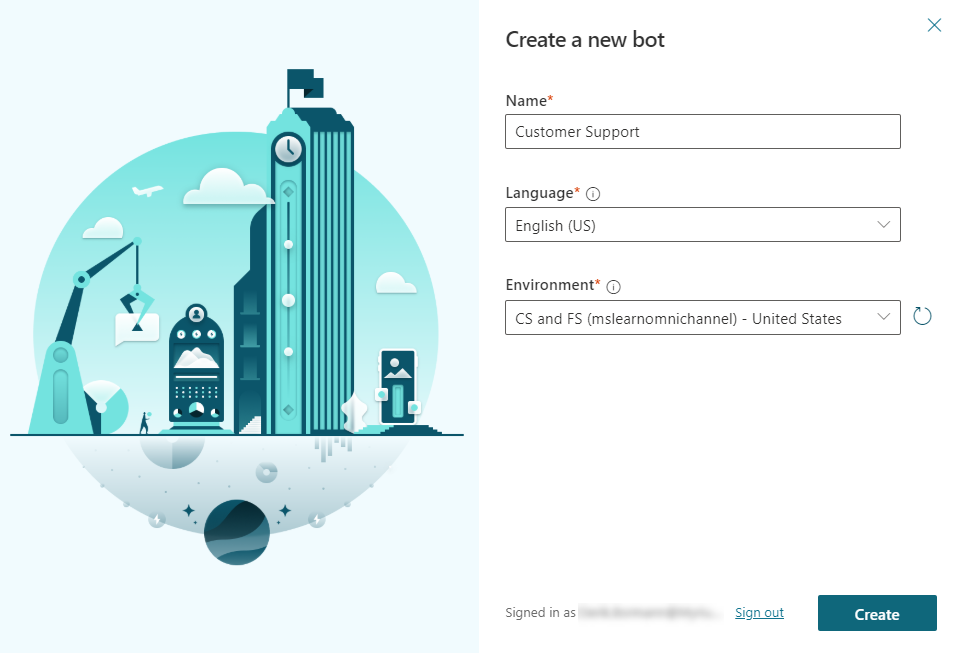 Create a new bot
Name*
Customer Support
Language*
English (US)
Environment*
CS and FS (mslearnomnichannel) - United States
Signed in as
Sign out
Create